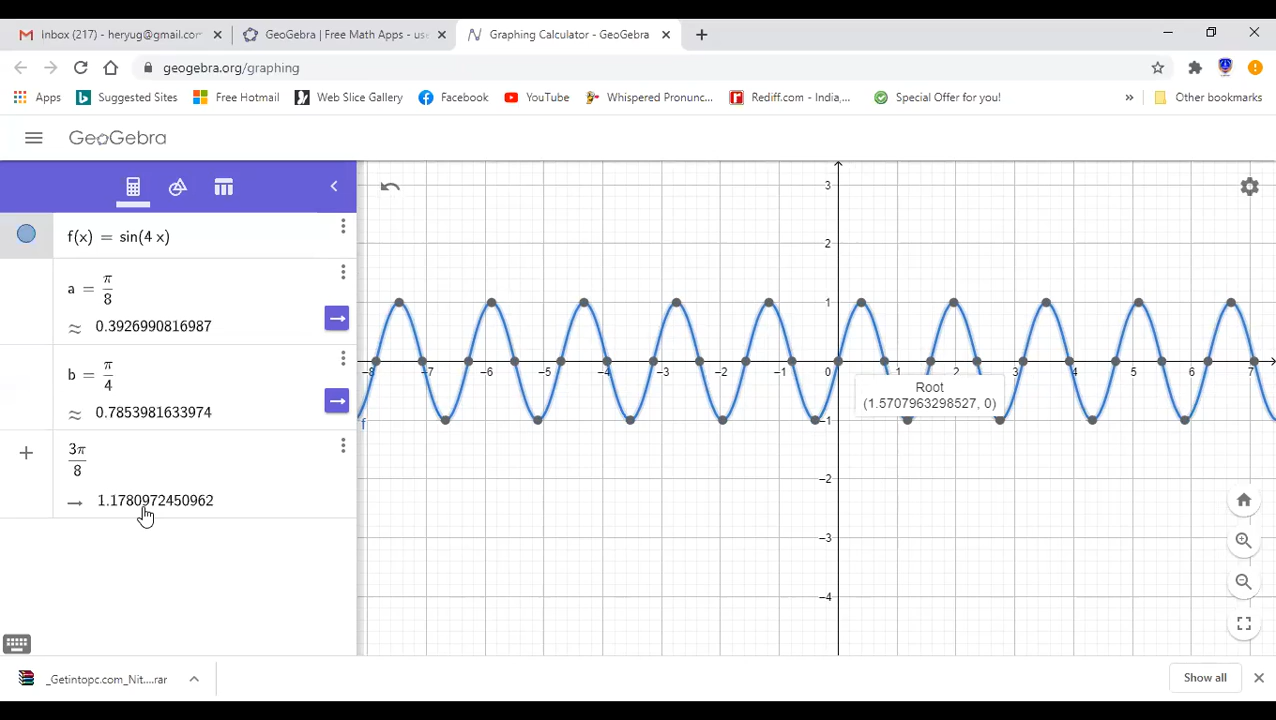 Inbox (217) - heryug@gmail.com
GeoGebra | Free Math Apps - use
Graphing Calculator - GeoGebra
geogebra.org/graphing
Apps
Suggested Sites
Free Hotmail
Web Slice Gallery
Facebook
YouTube
Whispered Pronunc...
Rediff.com - India,...
Special Offer for you!
»
Other bookmarks
GeoGebra
f(x) = sin(4 x)
a = π/8
≈ 0.3926990816987
b = π/4
≈ 0.7853981633974
3π/8
→ 1.1780972450962
3
2
1
−8 −7 −6 −5 −4 −3 −2 −1 0 1 2 3 4 5 6 7
Root
(1.5707963298527, 0)
f
−1
−2
−3
−4
_Getintopc.com_Nit....rar
Show all